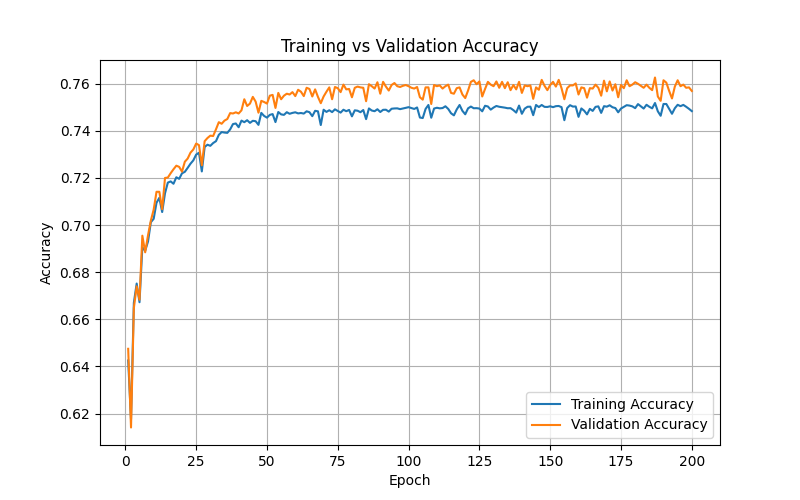 Training vs Validation Accuracy
0.76
0.74
0.72
0.70
0.68
0.66
0.64
0.62
Accuracy
Training Accuracy
Validation Accuracy
0 25 50 75 100 125 150 175 200
Epoch